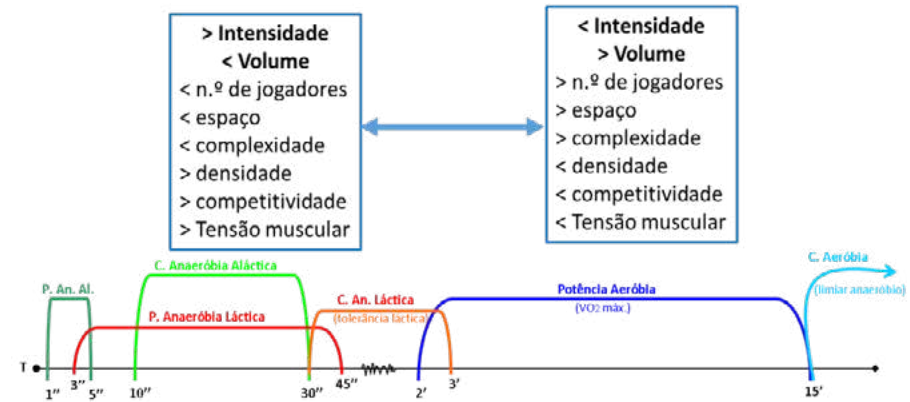 > Intensidade
< Volume
< n.º de jogadores
< espaço
< complexidade
> densidade
> competitividade
> Tensão muscular
< Intensidade
> Volume
> n.º de jogadores
> espaço
> complexidade
< densidade
< competitividade
< Tensão muscular
P. An. Al.
C. Anaeróbia Aláctica
P. Anaeróbia Láctica
C. An. Láctica
(tolerância láctica)
Potência Aeróbia
(VO2 máx.)
C. Aeróbia
(limiar anaeróbio)
T
1’’
3’’
5’’
10’’
30’’
45’’
2’
3’
15’